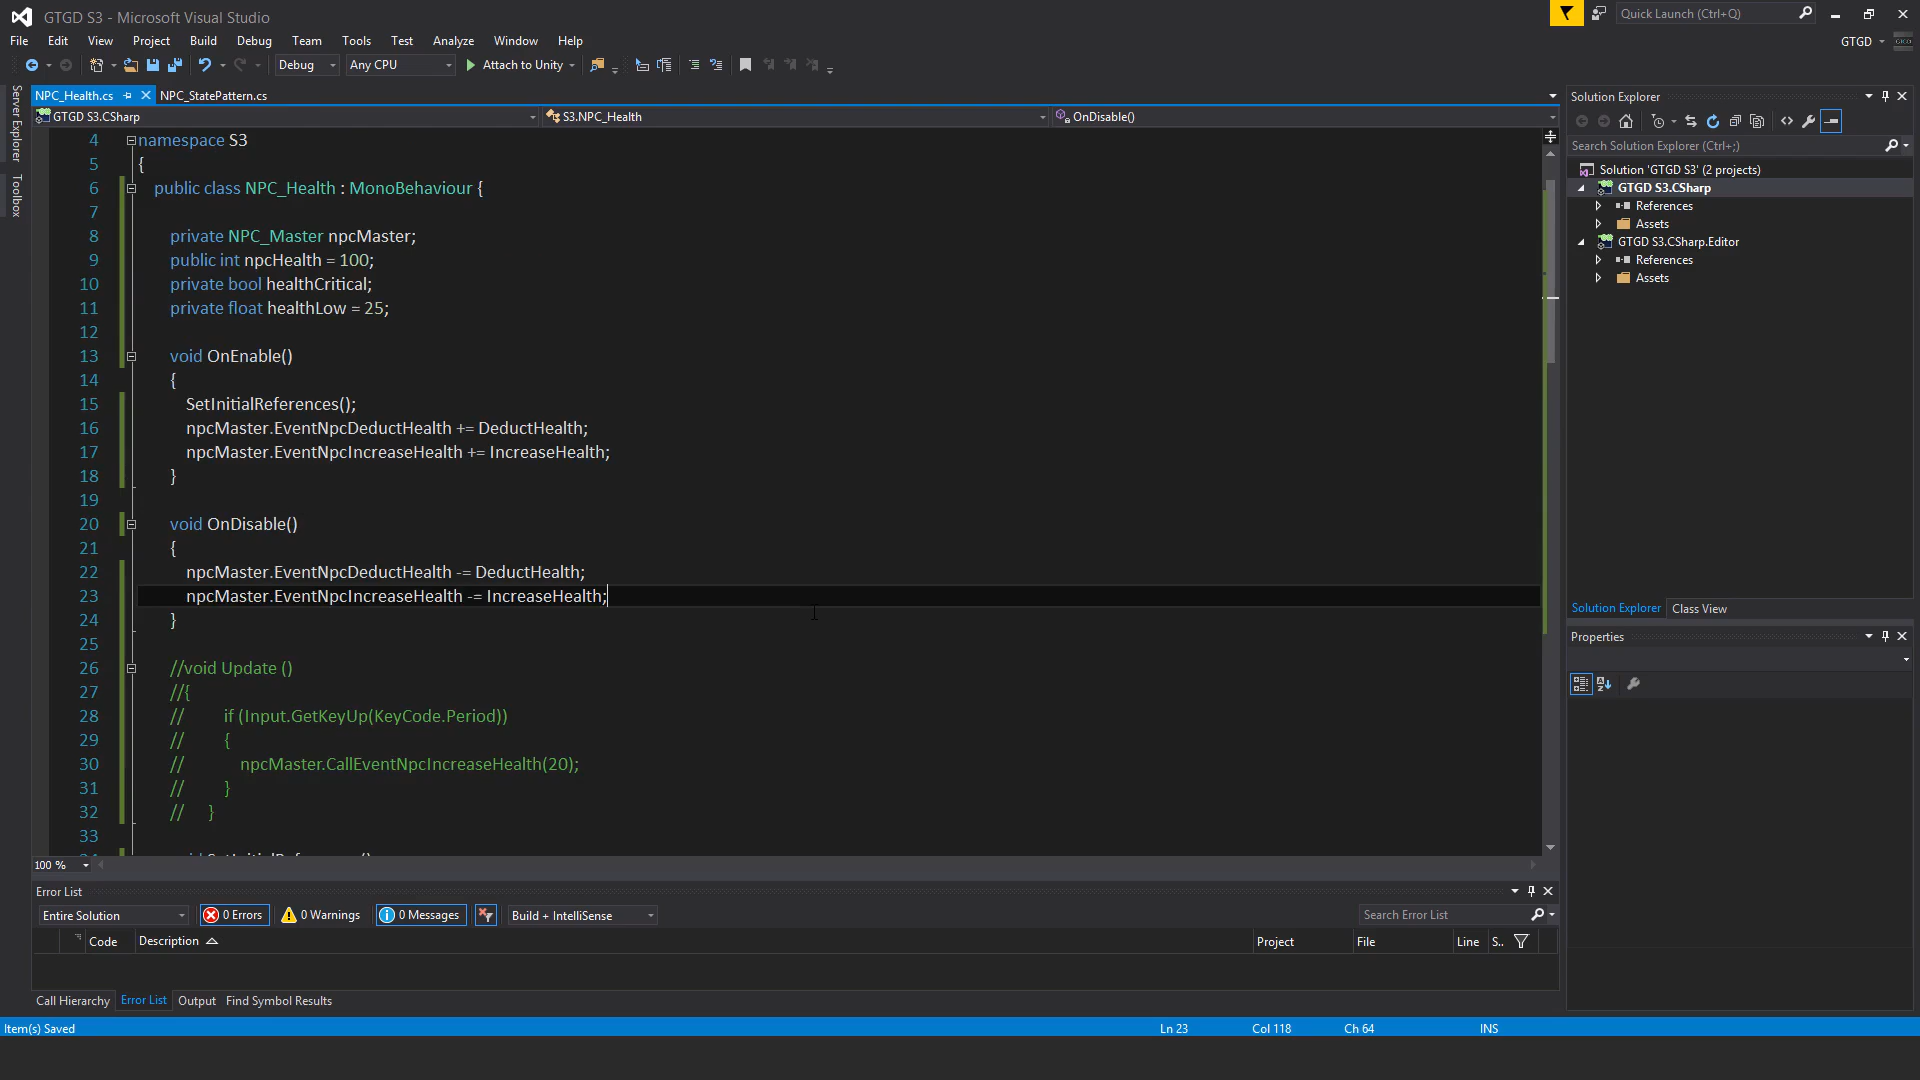 GTGD S3 - Microsoft Visual Studio
Quick Launch (Ctrl+Q)
File Edit View Project Build Debug Team Tools Test Analyze Window Help
GTGD
Debug Any CPU Attach to Unity
Server Explorer
Toolbox
NPC_Health.cs NPC_StatePattern.cs
GTGD S3.CSharp S3.NPC_Health OnDisable()
4 namespace S3
5 {
6 public class NPC_Health : MonoBehaviour {
7
8 private NPC_Master npcMaster;
9 public int npcHealth = 100;
10 private bool healthCritical;
11 private float healthLow = 25;
12
13 void OnEnable()
14 {
15 SetInitialReferences();
16 npcMaster.EventNpcDeductHealth += DeductHealth;
17 npcMaster.EventNpcIncreaseHealth += IncreaseHealth;
18 }
19
20 void OnDisable()
21 {
22 npcMaster.EventNpcDeductHealth -= DeductHealth;
23 npcMaster.EventNpcIncreaseHealth -= IncreaseHealth;
24 }
25
26 //void Update ()
27 //{
28 // if (Input.GetKeyUp(KeyCode.Period))
29 // {
30 // npcMaster.CallEventNpcIncreaseHealth(20);
31 // }
32 // }
33
100 %
Solution Explorer
Search Solution Explorer (Ctrl+;)
Solution 'GTGD S3' (2 projects)
GTGD S3.CSharp
References
Assets
GTGD S3.CSharp.Editor
References
Assets
Solution Explorer Class View
Properties
Error List
Entire Solution 0 Errors 0 Warnings 0 Messages Build + IntelliSense Search Error List
Code Description Project File Line S..
Call Hierarchy Error List Output Find Symbol Results
Item(s) Saved Ln 23 Col 118 Ch 64 INS